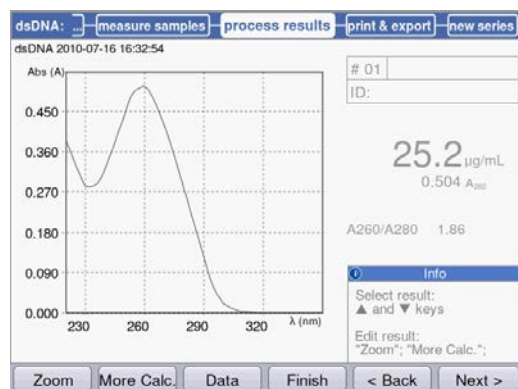 dsDNA: ... measure samples process results print & export new series
dsDNA 2010-07-16 16:32:54
Abs (A)
0.450
0.360
0.270
0.180
0.090
0.000
230 260 290 320 λ (nm)
# 01
ID:
25.2 µg/mL
0.504 A260
A260/A280 1.86
Info
Select result:
▲ and ▼ keys
Edit result:
"Zoom"; "More Calc.";
Zoom More Calc. Data Finish < Back Next >